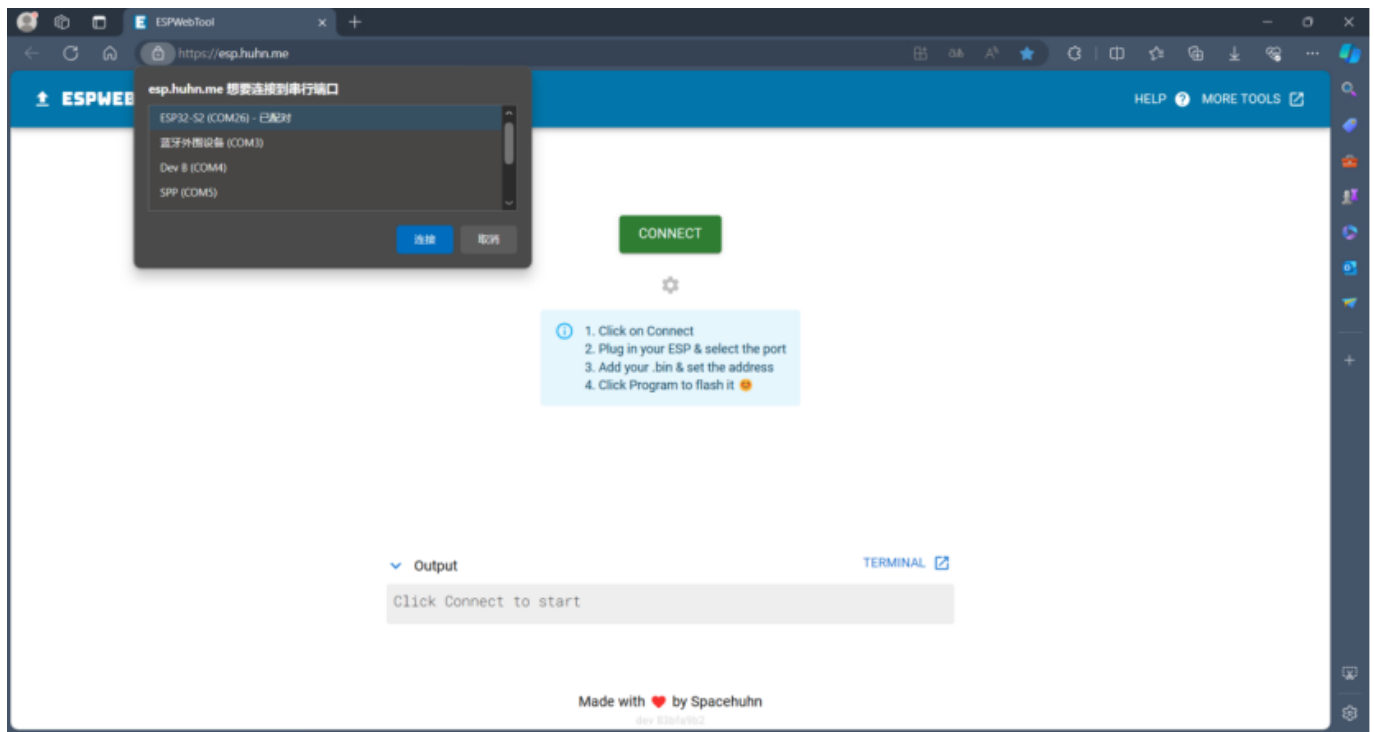 ESPWebTool
https://esp.huhn.me
esp.huhn.me 想要连接到串行端口
ESP32-S2 (COM26) - 已配对
蓝牙外围设备 (COM3)
Dev B (COM4)
SPP (COM5)
连接 取消
ESPWEB
HELP ? MORE TOOLS
CONNECT
1. Click on Connect
2. Plug in your ESP & select the port
3. Add your .bin & set the address
4. Click Program to flash it 😊
Output
TERMINAL
Click Connect to start
Made with ❤ by Spacehuhn
dev 83bfa9b2